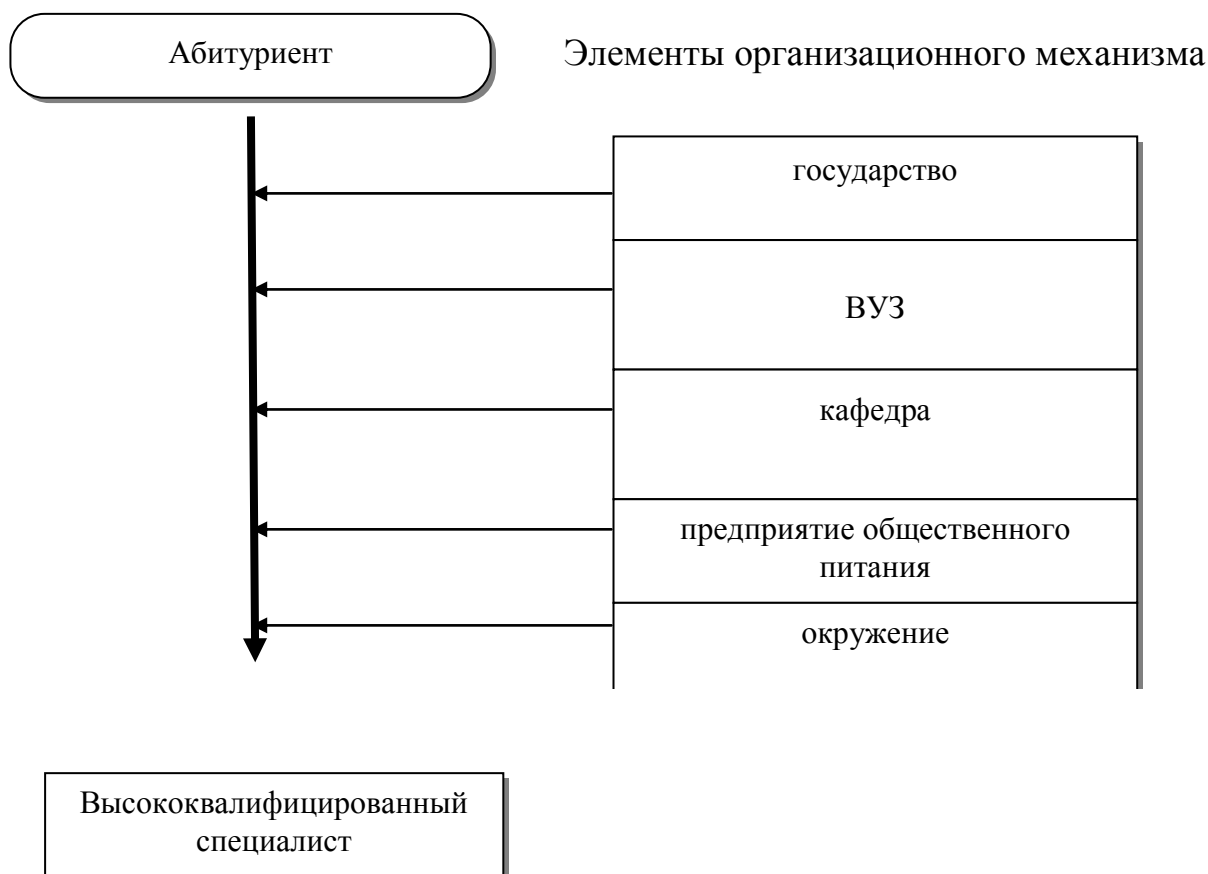 Абитуриент
Элементы организационного механизма
государство
ВУЗ
кафедра
предприятие общественного
питания
окружение
Высококвалифицированный
специалист